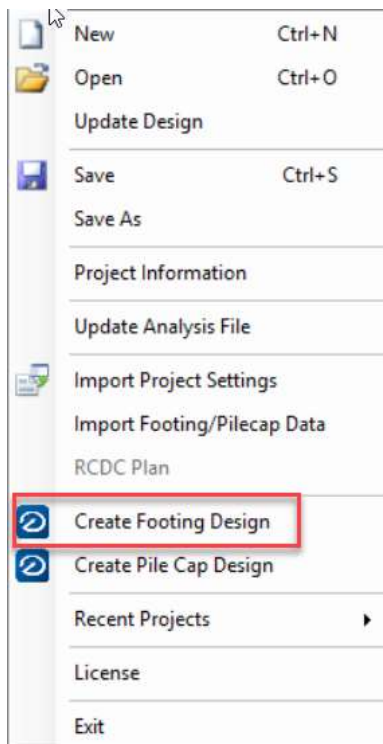 New Ctrl+N
Open Ctrl+O
Update Design
Save Ctrl+S
Save As
Project Information
Update Analysis File
Import Project Settings
Import Footing/Pilecap Data
RCDC Plan
Create Footing Design
Create Pile Cap Design
Recent Projects
License
Exit